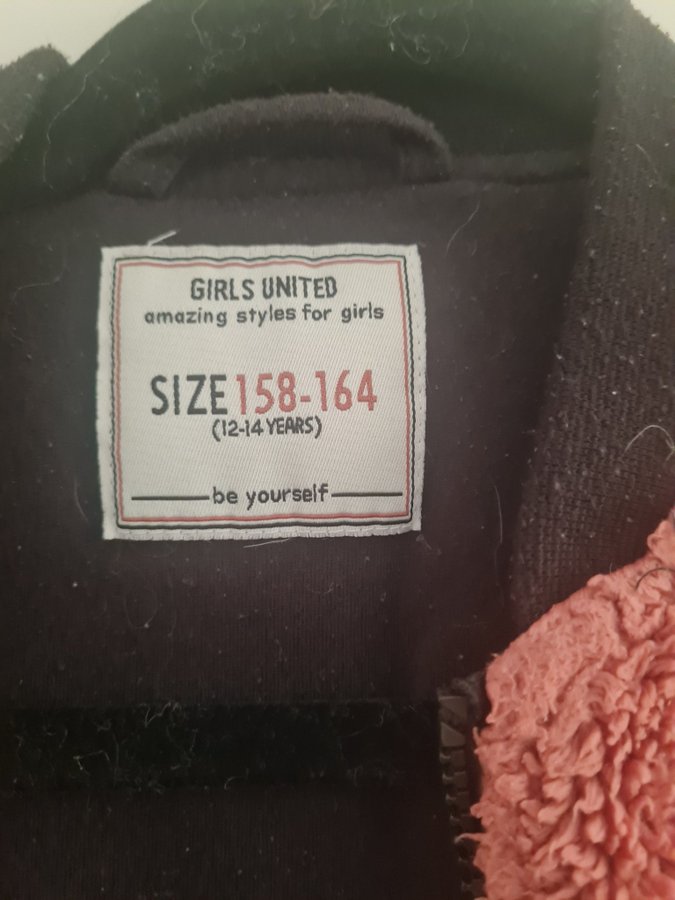 GIRLS UNITED
amazing styles for girls
SIZE 158-164
(12-14 YEARS)
be yourself